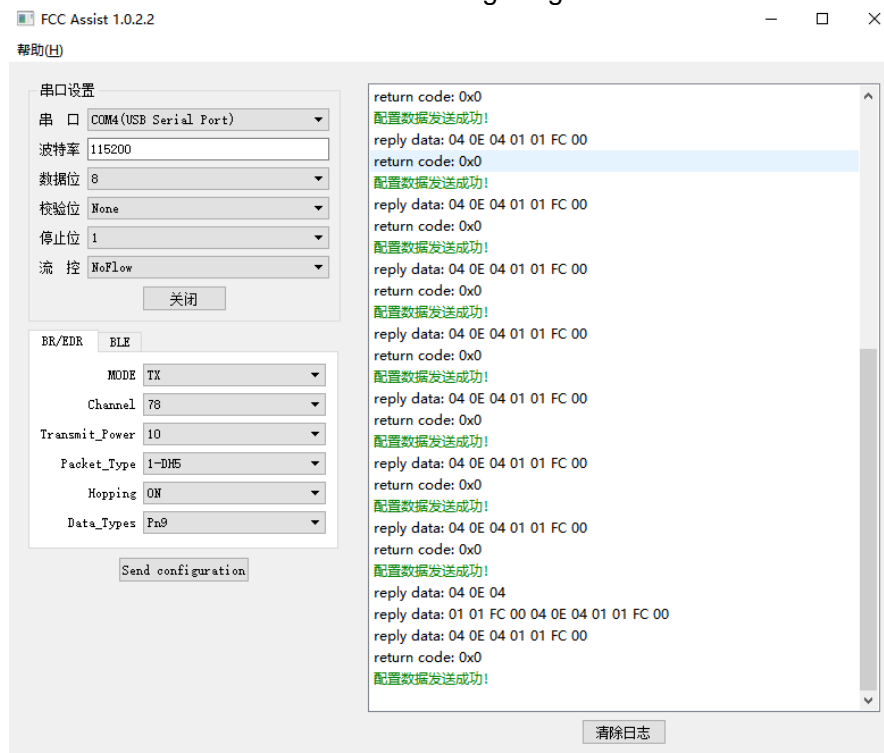 FCC Assist 1.0.2.2
帮助(H)
串口设置
串 口 COM4(USB Serial Port)
波特率 115200
数据位 8
校验位 None
停止位 1
流 控 NoFlow
关闭
BR/EDR BLE
MODE TX
Channel 78
Transmit_Power 10
Packet_Type 1-DH5
Hopping ON
Data_Types Pn9
Send configuration
return code: 0x0
配置数据发送成功!
reply data: 04 0E 04 01 01 FC 00
return code: 0x0
配置数据发送成功!
reply data: 04 0E 04 01 01 FC 00
return code: 0x0
配置数据发送成功!
reply data: 04 0E 04 01 01 FC 00
return code: 0x0
配置数据发送成功!
reply data: 04 0E 04 01 01 FC 00
return code: 0x0
配置数据发送成功!
reply data: 04 0E 04 01 01 FC 00
return code: 0x0
配置数据发送成功!
reply data: 04 0E 04 01 01 FC 00
return code: 0x0
配置数据发送成功!
reply data: 04 0E 04 01 01 FC 00
return code: 0x0
配置数据发送成功!
reply data: 04 0E 04
reply data: 01 01 FC 00 04 0E 04 01 01 FC 00
reply data: 04 0E 04 01 01 FC 00
return code: 0x0
配置数据发送成功!
清除日志